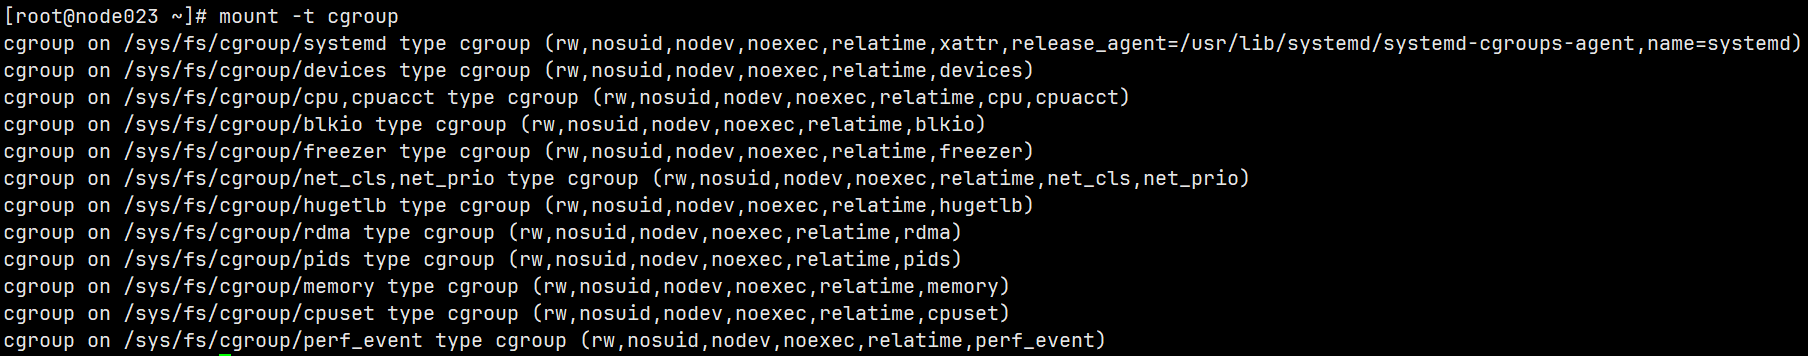 [root@node023 ~]# mount -t cgroup
cgroup on /sys/fs/cgroup/systemd type cgroup (rw,nosuid,nodev,noexec,relatime,xattr,release_agent=/usr/lib/systemd/systemd-cgroups-agent,name=systemd)
cgroup on /sys/fs/cgroup/devices type cgroup (rw,nosuid,nodev,noexec,relatime,devices)
cgroup on /sys/fs/cgroup/cpu,cpuacct type cgroup (rw,nosuid,nodev,noexec,relatime,cpu,cpuacct)
cgroup on /sys/fs/cgroup/blkio type cgroup (rw,nosuid,nodev,noexec,relatime,blkio)
cgroup on /sys/fs/cgroup/freezer type cgroup (rw,nosuid,nodev,noexec,relatime,freezer)
cgroup on /sys/fs/cgroup/net_cls,net_prio type cgroup (rw,nosuid,nodev,noexec,relatime,net_cls,net_prio)
cgroup on /sys/fs/cgroup/hugetlb type cgroup (rw,nosuid,nodev,noexec,relatime,hugetlb)
cgroup on /sys/fs/cgroup/rdma type cgroup (rw,nosuid,nodev,noexec,relatime,rdma)
cgroup on /sys/fs/cgroup/pids type cgroup (rw,nosuid,nodev,noexec,relatime,pids)
cgroup on /sys/fs/cgroup/memory type cgroup (rw,nosuid,nodev,noexec,relatime,memory)
cgroup on /sys/fs/cgroup/cpuset type cgroup (rw,nosuid,nodev,noexec,relatime,cpuset)
cgroup on /sys/fs/cgroup/perf_event type cgroup (rw,nosuid,nodev,noexec,relatime,perf_event)